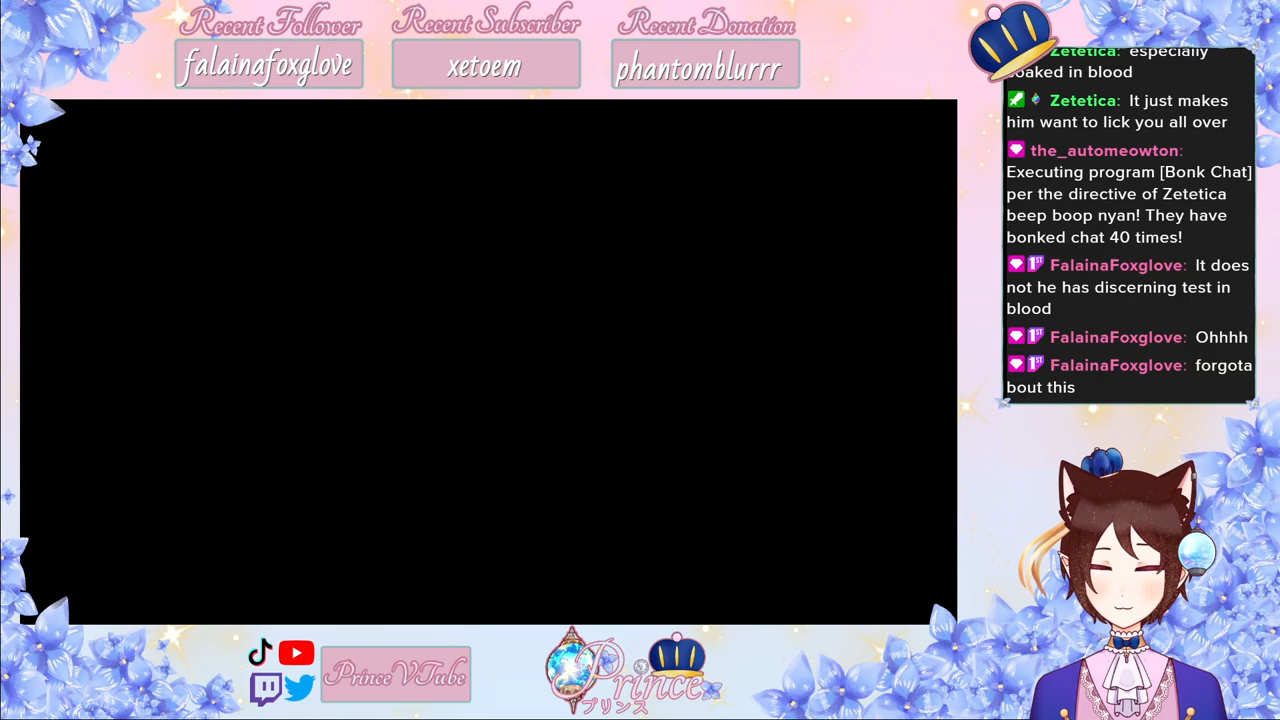 Recent Follower
falainafoxglove
Recent Subscriber
xetoem
Recent Donation
phantomblurrr
Zetetica: especially
soaked in blood
Zetetica: It just makes
him want to lick you all over
the_automeowton:
Executing program [Bonk Chat]
per the directive of Zetetica
beep boop nyan! They have
bonked chat 40 times!
FalainaFoxglove: It does
not he has discerning test in
blood
FalainaFoxglove: Ohhhh
FalainaFoxglove: forgota
bout this
Prince VTube
Prince
プリンス